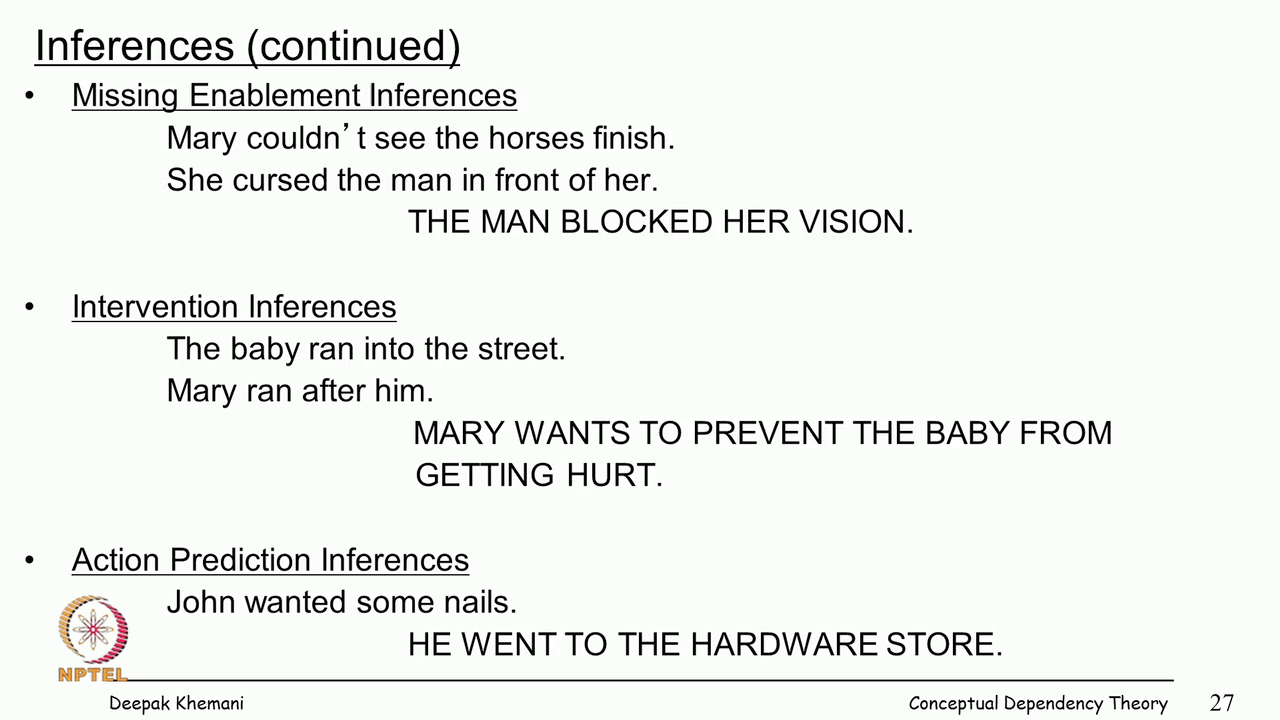 Inferences (continued)
• Missing Enablement Inferences
Mary couldn’t see the horses finish.
She cursed the man in front of her.
THE MAN BLOCKED HER VISION.
• Intervention Inferences
The baby ran into the street.
Mary ran after him.
MARY WANTS TO PREVENT THE BABY FROM
GETTING HURT.
• Action Prediction Inferences
John wanted some nails.
HE WENT TO THE HARDWARE STORE.
NPTEL
Deepak Khemani Conceptual Dependency Theory 27